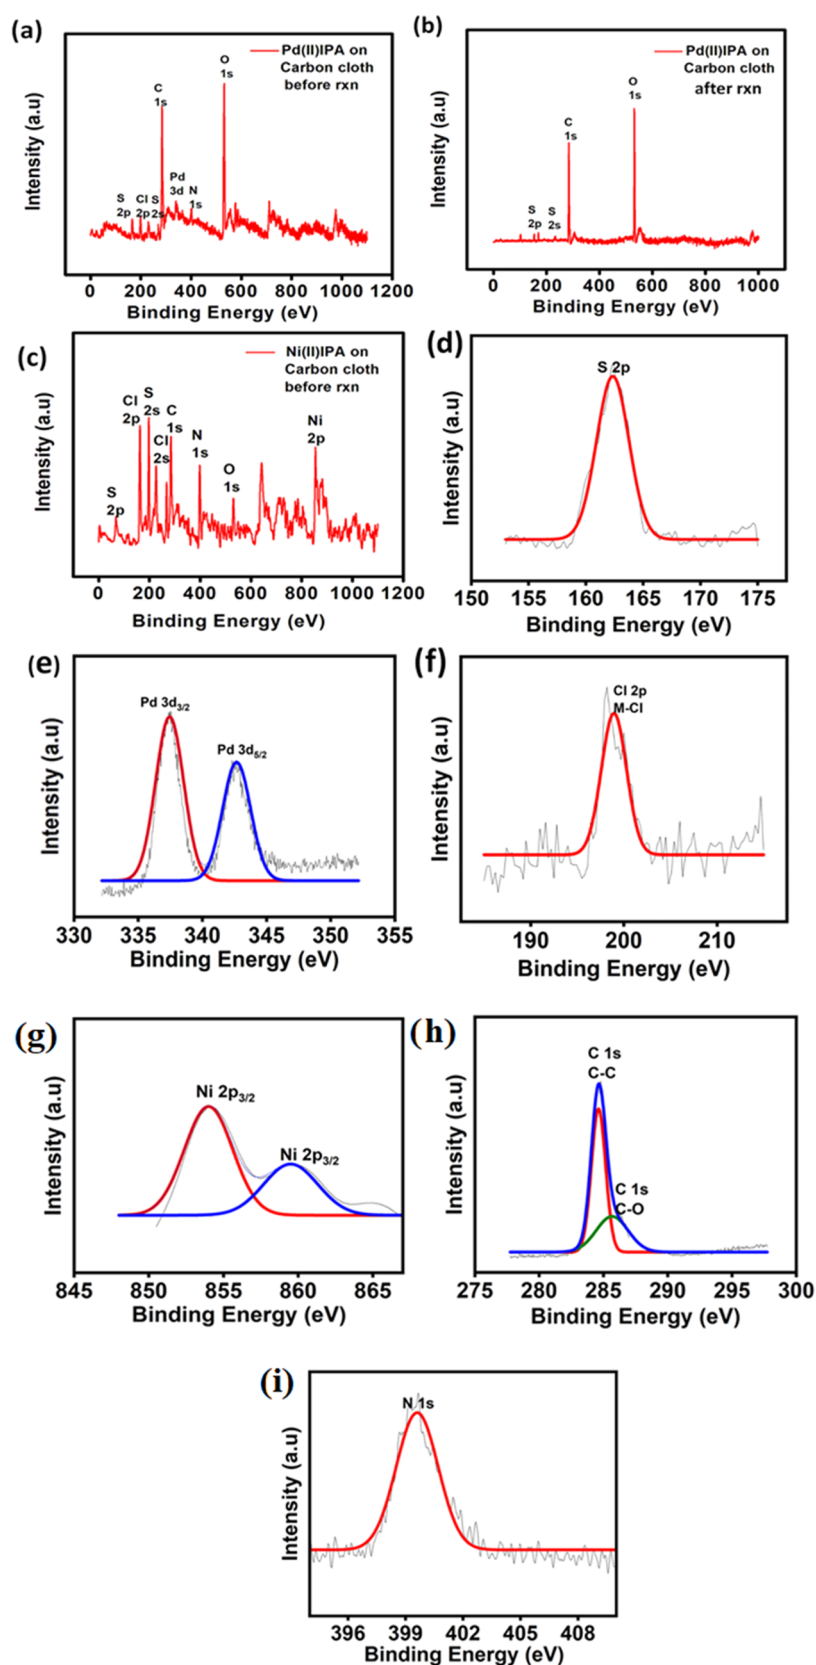 (a)
Pd(II)IPA on
Carbon cloth
before rxn
O
1s
C
1s
Pd
3d
N
1s
S
2p
Cl
2p
S
2s
Intensity (a.u)
0 200 400 600 800 1000 1200
Binding Energy (eV)
(b)
Pd(II)IPA on
Carbon cloth
after rxn
O
1s
C
1s
S
2p
S
2s
Intensity (a.u)
0 200 400 600 800 1000
Binding Energy (eV)
(c)
Ni(II)IPA on
Carbon cloth
before rxn
S
2p
Cl
2p
S
2s
Cl
2s
C
1s
N
1s
O
1s
Ni
2p
Intensity (a.u)
0 200 400 600 800 1000 1200
Binding Energy (eV)
(d)
S 2p
Intensity (a.u)
150 155 160 165 170 175
Binding Energy (eV)
(e)
Pd 3d3/2
Pd 3d5/2
Intensity (a.u)
330 335 340 345 350 355
Binding Energy (eV)
(f)
Cl 2p
M-Cl
Intensity (a.u)
190 200 210
Binding Energy (eV)
(g)
Ni 2p3/2
Ni 2p3/2
Intensity (a.u)
845 850 855 860 865
Binding Energy (eV)
(h)
C 1s
C-C
C 1s
C-O
Intensity (a.u)
275 280 285 290 295 300
Binding Energy (eV)
(i)
N 1s
Intensity (a.u)
396 399 402 405 408
Binding Energy (eV)